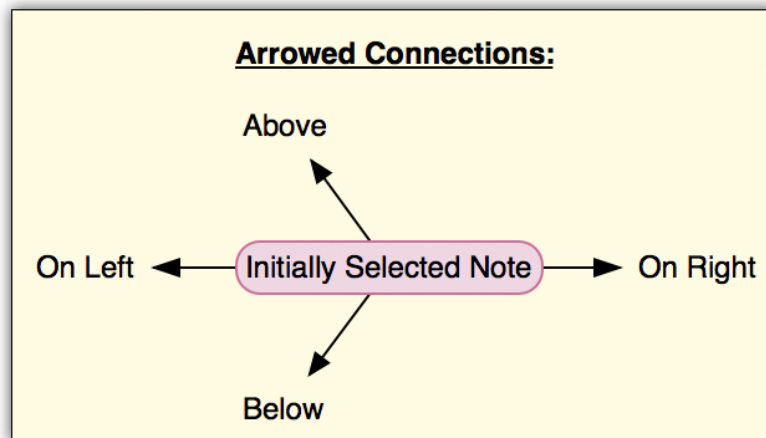 Arrowed Connections:
Above
On Left
Initially Selected Note
On Right
Below